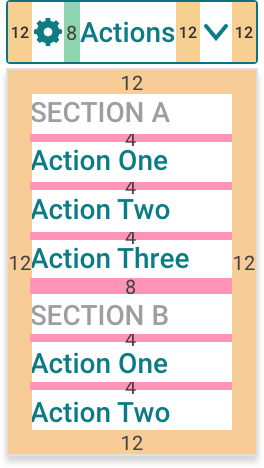 12 8 Actions 12 12
12
SECTION A
4
Action One
4
Action Two
4
12 Action Three 12
8
SECTION B
4
Action One
4
Action Two
12